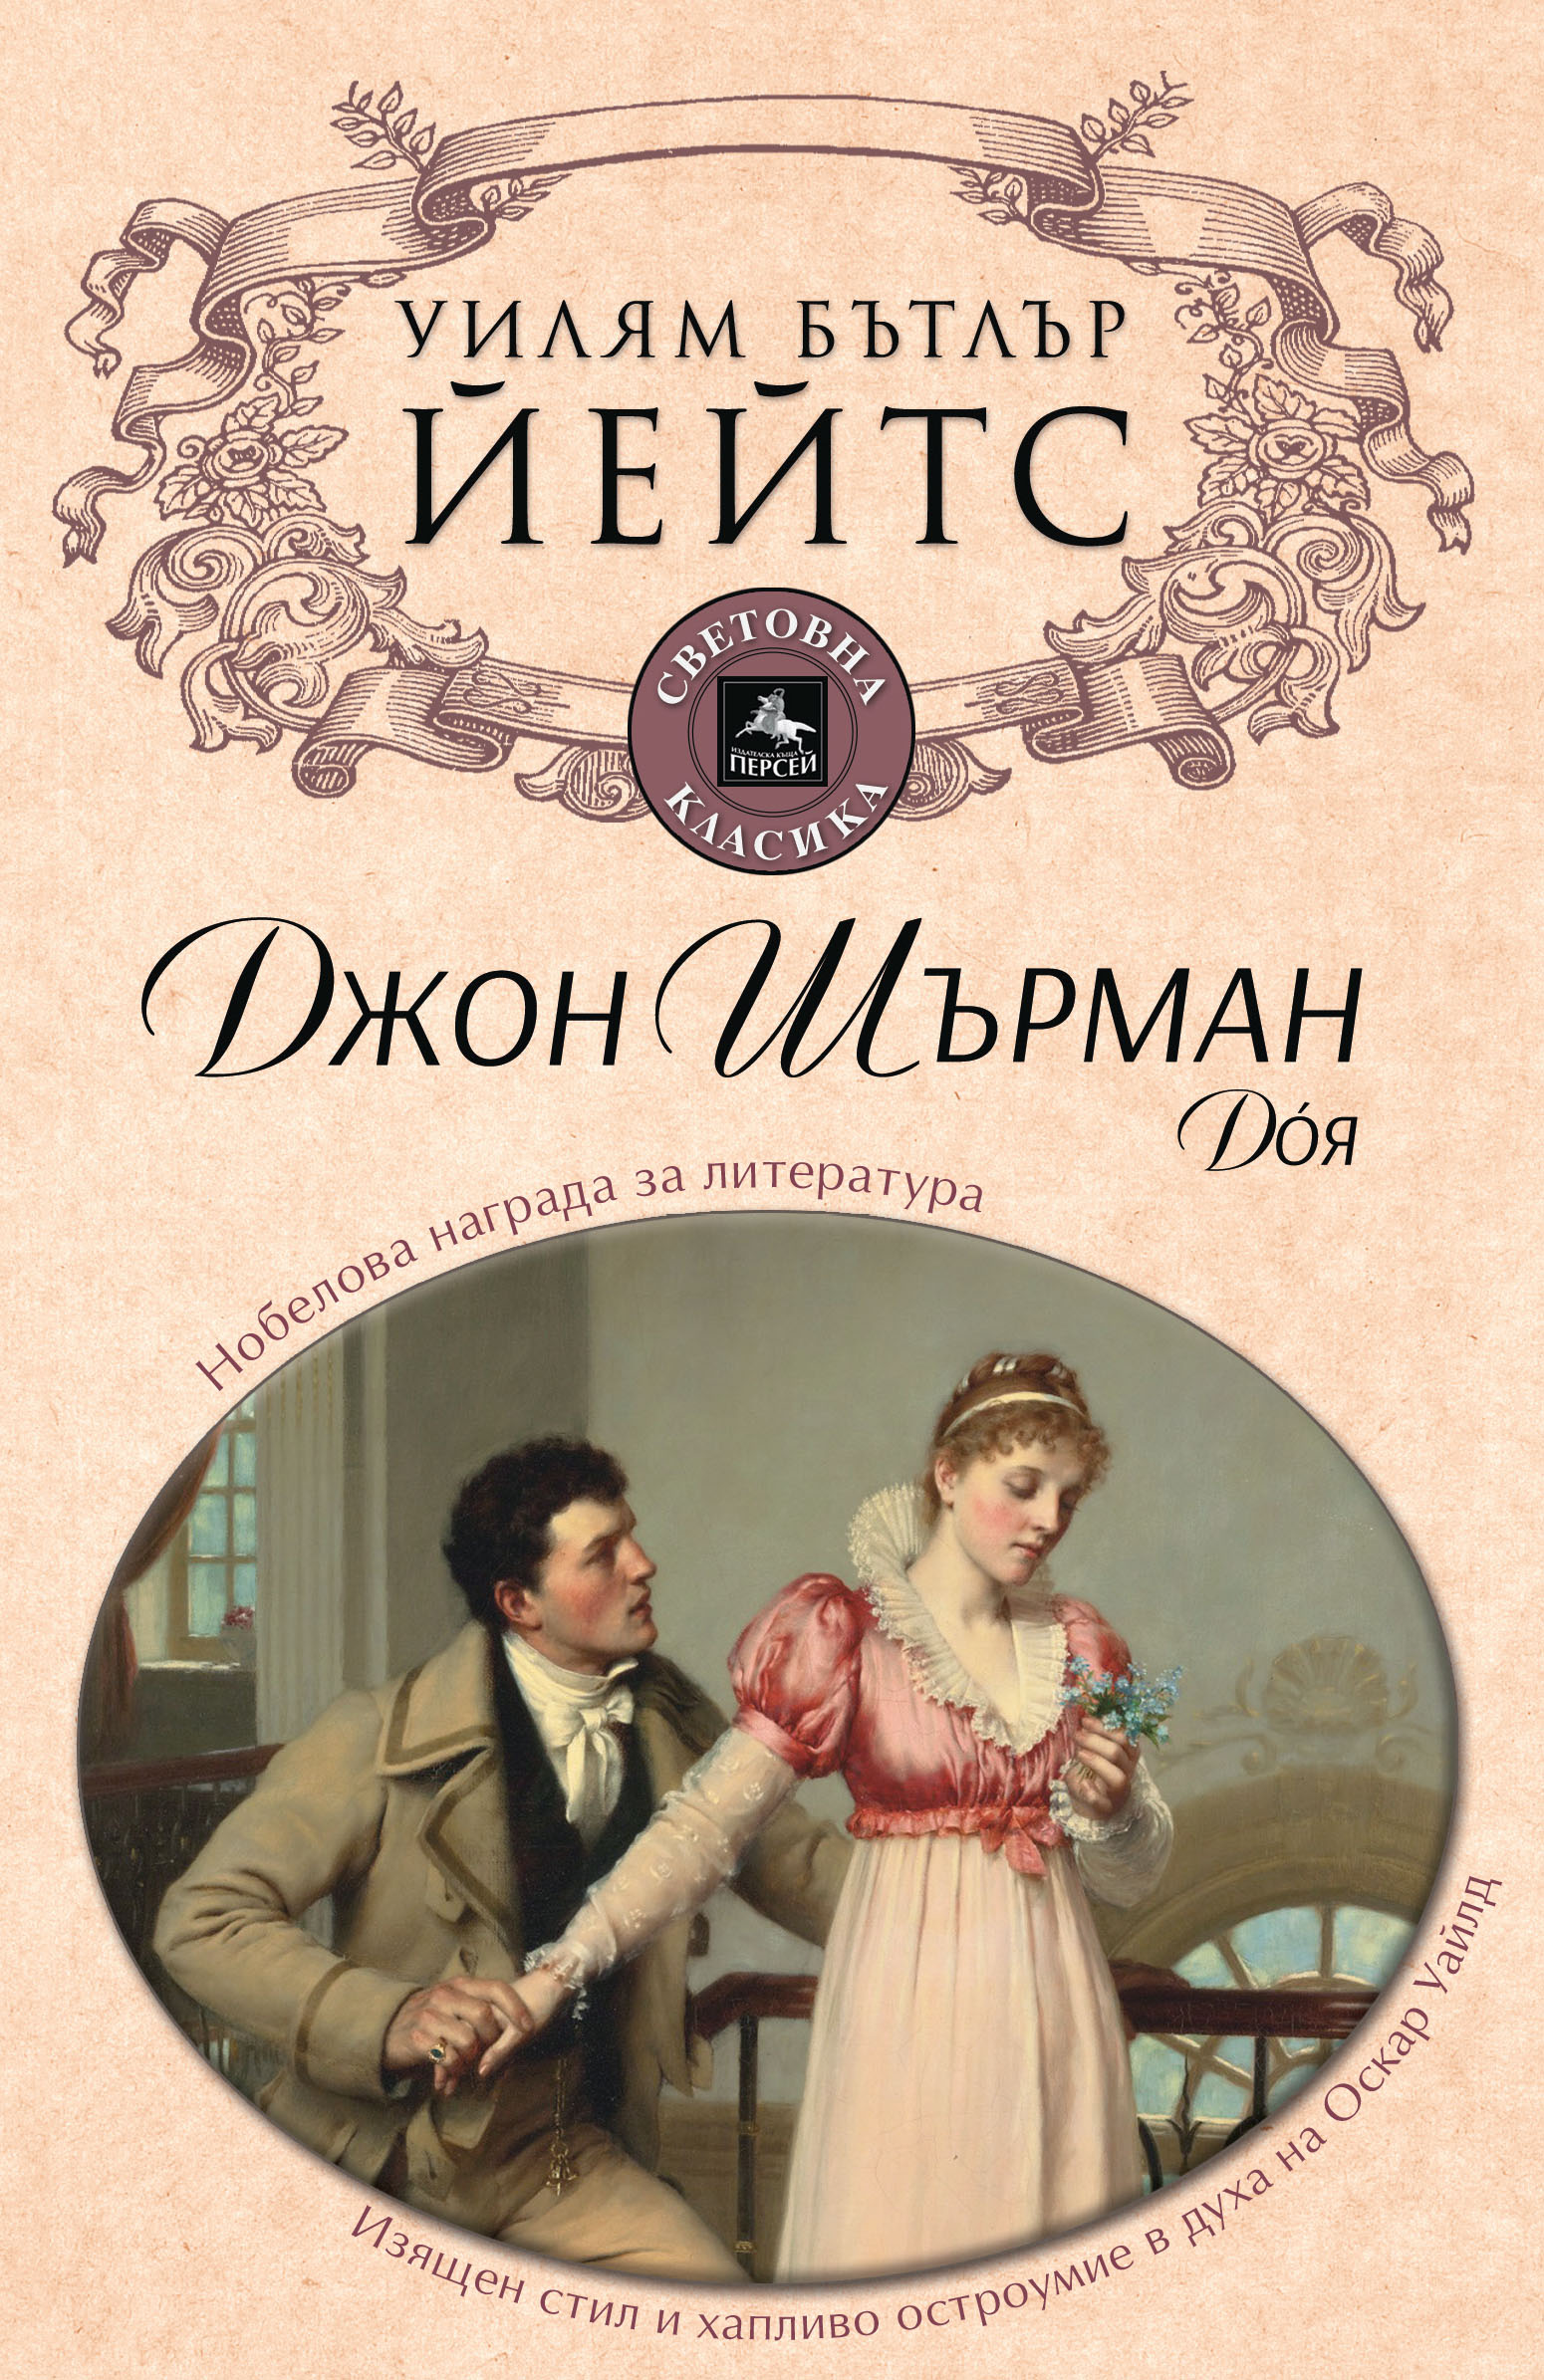 УИЛЯМ БЪТЛЪР
ЙЕЙТС
СВЕТОВНА
ИЗДАТЕЛСКА КЪЩА
ПЕРСЕЙ
КЛАСИКА
ДЖОН ШЪРМАН
ДО́Я
Нобелова награда за литература
Изящен стил и хапливо остроумие в духа на Оскар Уайлд